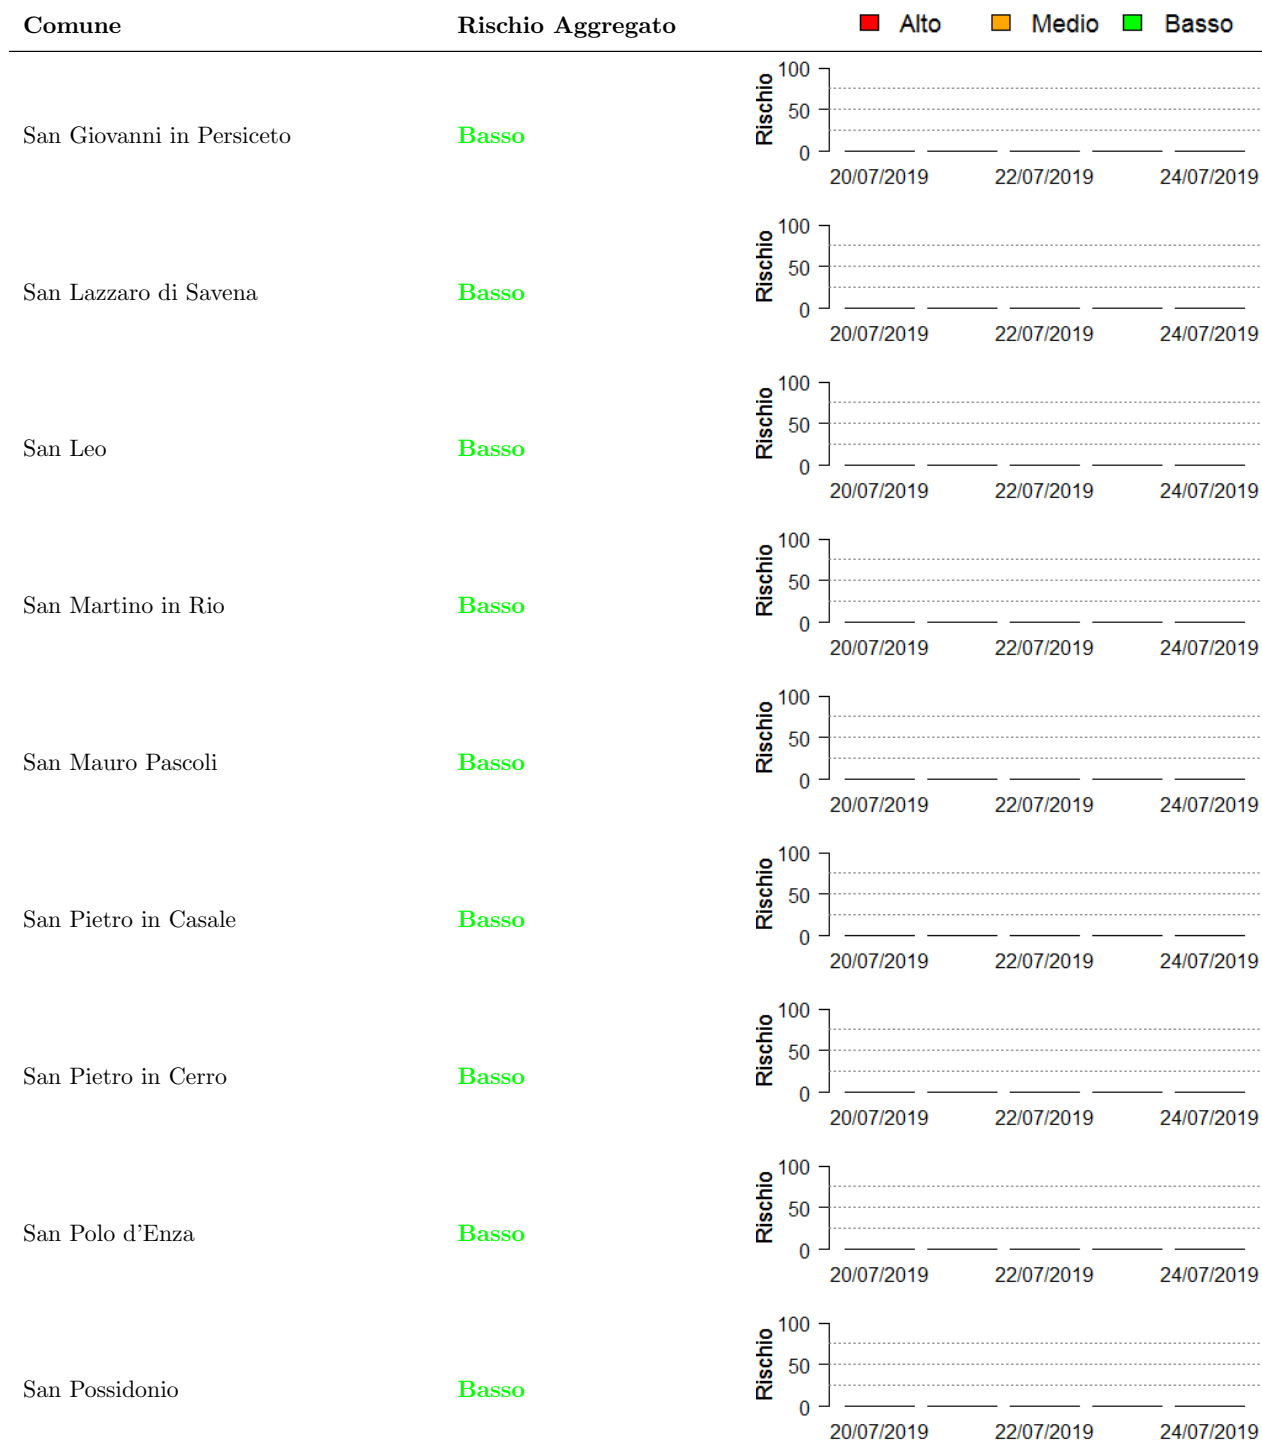 Comune Rischio Aggregato Alto Medio Basso
100
50
0
Rischio
San Giovanni in Persiceto Basso
20/07/2019 22/07/2019 24/07/2019
100
50
0
Rischio
San Lazzaro di Savena Basso
20/07/2019 22/07/2019 24/07/2019
100
50
0
Rischio
San Leo Basso
20/07/2019 22/07/2019 24/07/2019
100
50
0
Rischio
San Martino in Rio Basso
20/07/2019 22/07/2019 24/07/2019
100
50
0
Rischio
San Mauro Pascoli Basso
20/07/2019 22/07/2019 24/07/2019
100
50
0
Rischio
San Pietro in Casale Basso
20/07/2019 22/07/2019 24/07/2019
100
50
0
Rischio
San Pietro in Cerro Basso
20/07/2019 22/07/2019 24/07/2019
100
50
0
Rischio
San Polo d'Enza Basso
20/07/2019 22/07/2019 24/07/2019
100
50
0
Rischio
San Possidonio Basso
20/07/2019 22/07/2019 24/07/2019